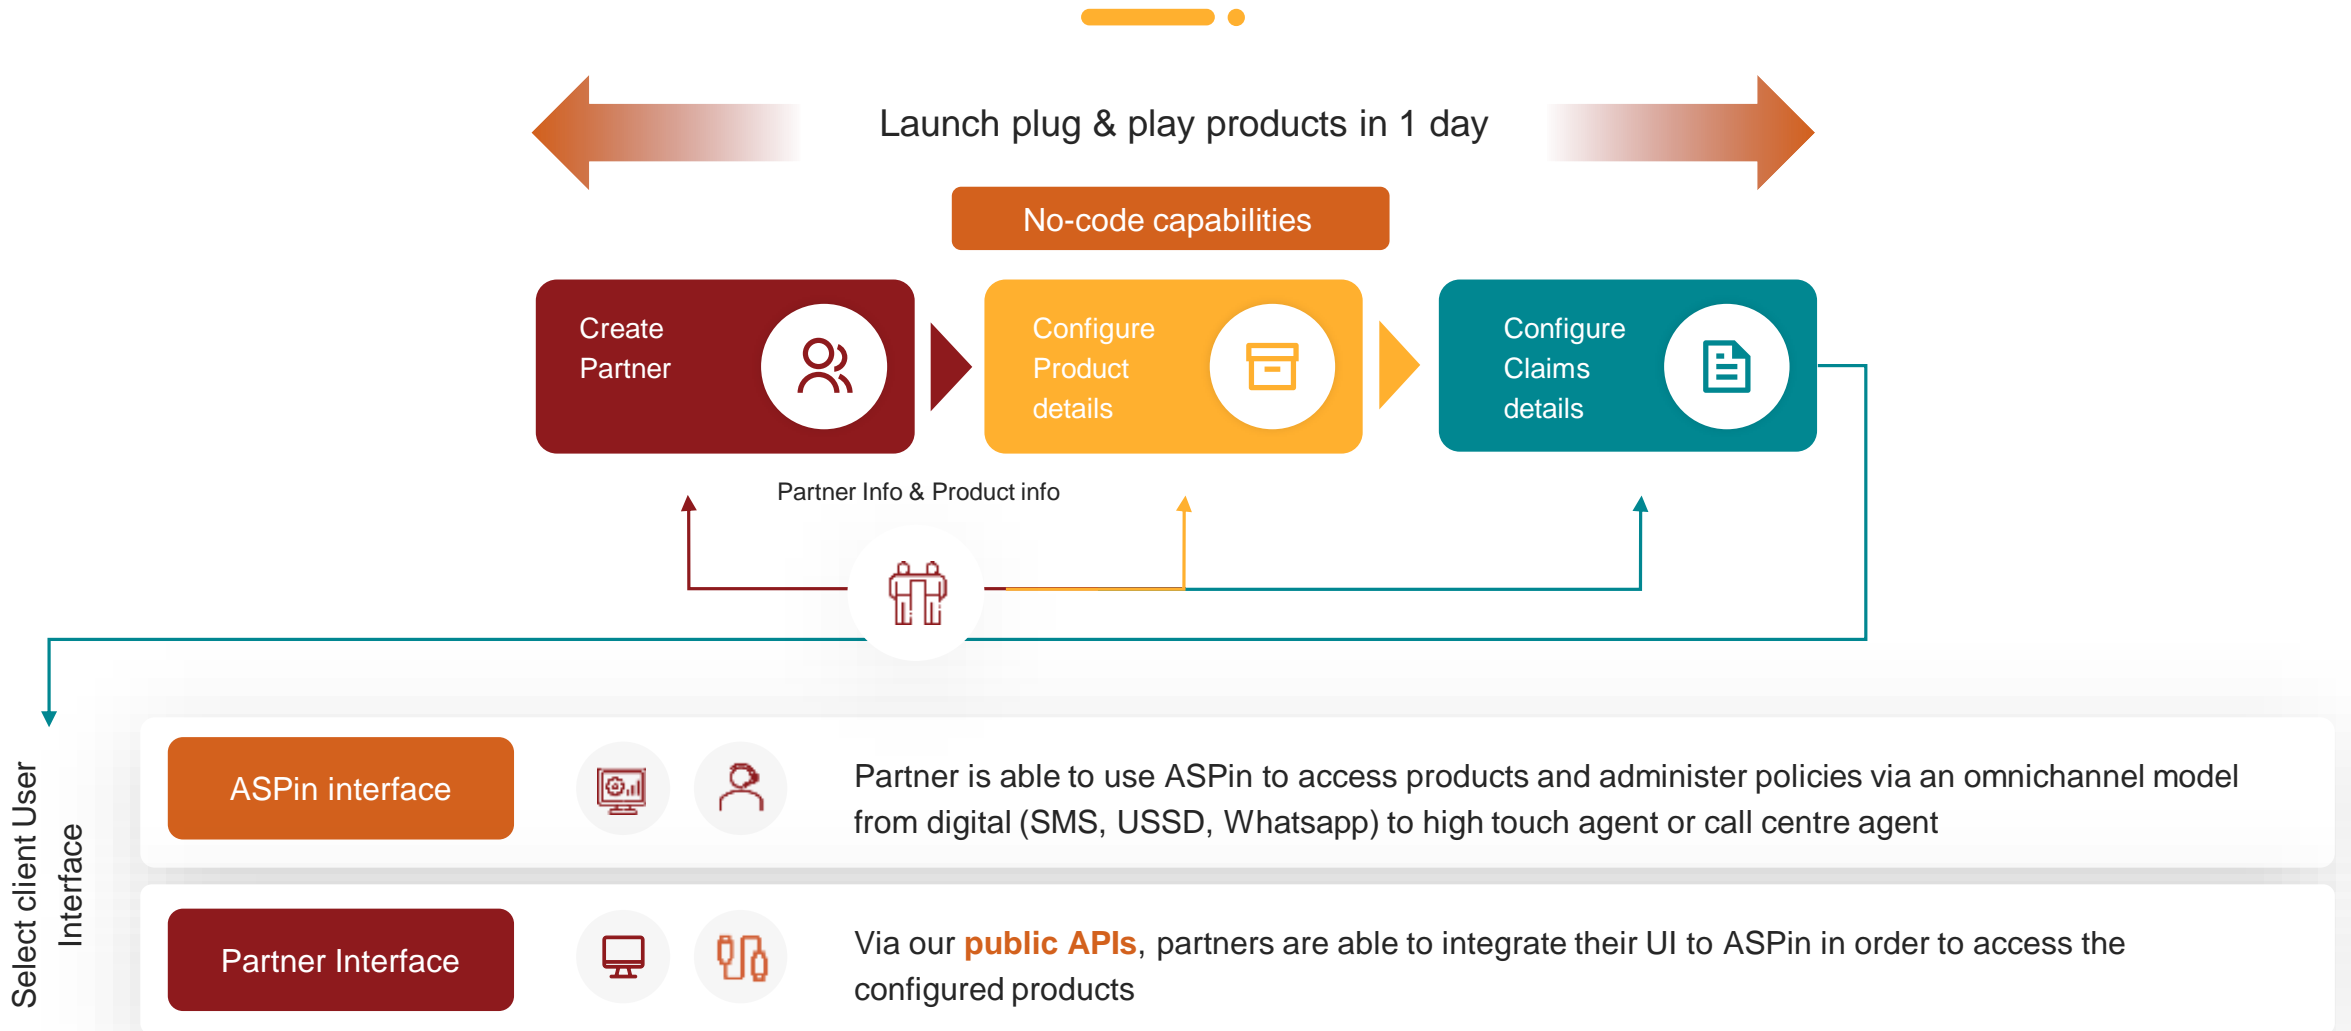 Launch plug & play products in 1 day
No-code capabilities
Create
Partner
Configure
Product
details
Configure
Claims
details
Partner Info & Product info
Select client User
Interface
ASPin interface
Partner is able to use ASPin to access products and administer policies via an omnichannel model
from digital (SMS, USSD, Whatsapp) to high touch agent or call centre agent
Partner Interface
Via our public APIs, partners are able to integrate their UI to ASPin in order to access the
configured products